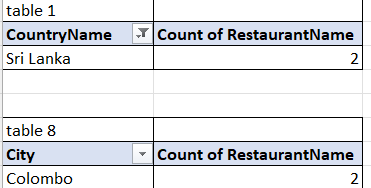 table 1
CountryName Count of RestaurantName
Sri Lanka 2
table 8
City Count of RestaurantName
Colombo 2